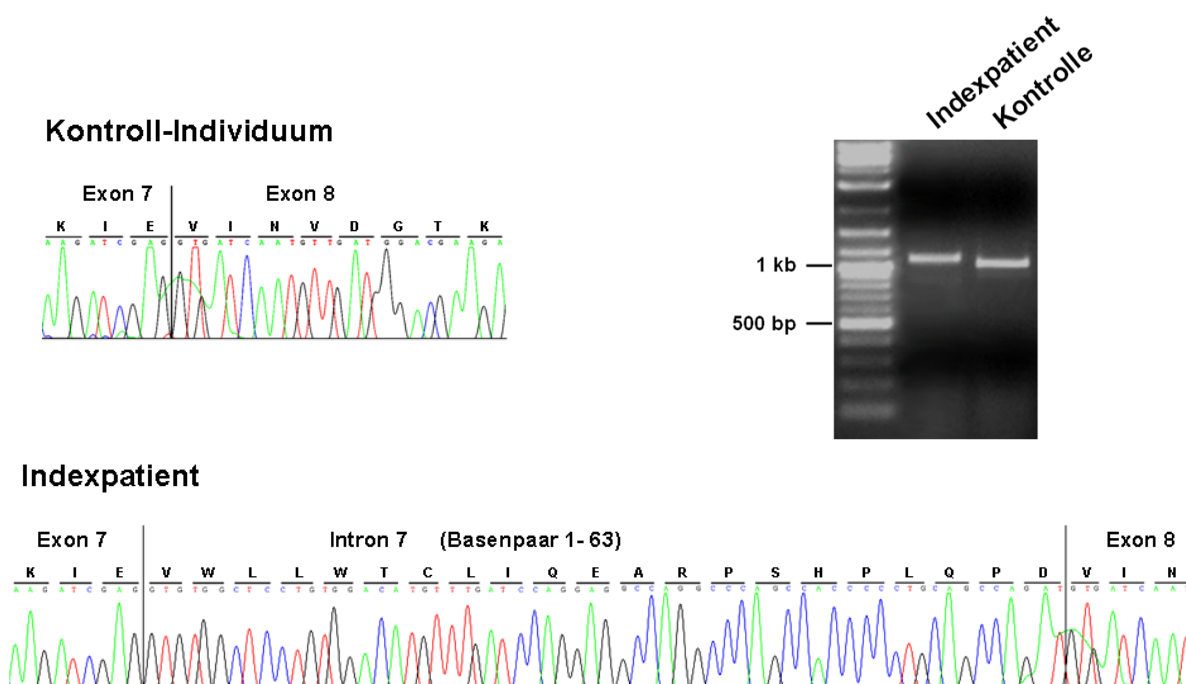 Indexpatient
Kontrolle
Kontroll-Individuum
Exon 7 Exon 8
K I E V I N V D G T K
A A G A T C G A G G T G A T C A A T G T T G A T G G A C G A A G A
1 kb
500 bp
Indexpatient
Exon 7 Intron 7 (Basenpaar 1-63) Exon 8
K I E V W L L W T C L I Q E A R P S H P L Q P D V I N
A A G A T C G A G G T G T G G C T C C T G T G G A C A T G T T T G A T C C A G G A G G C C A G G C C C A G C C A C C C C C T G C A G C C A G A T G T G A T C A A